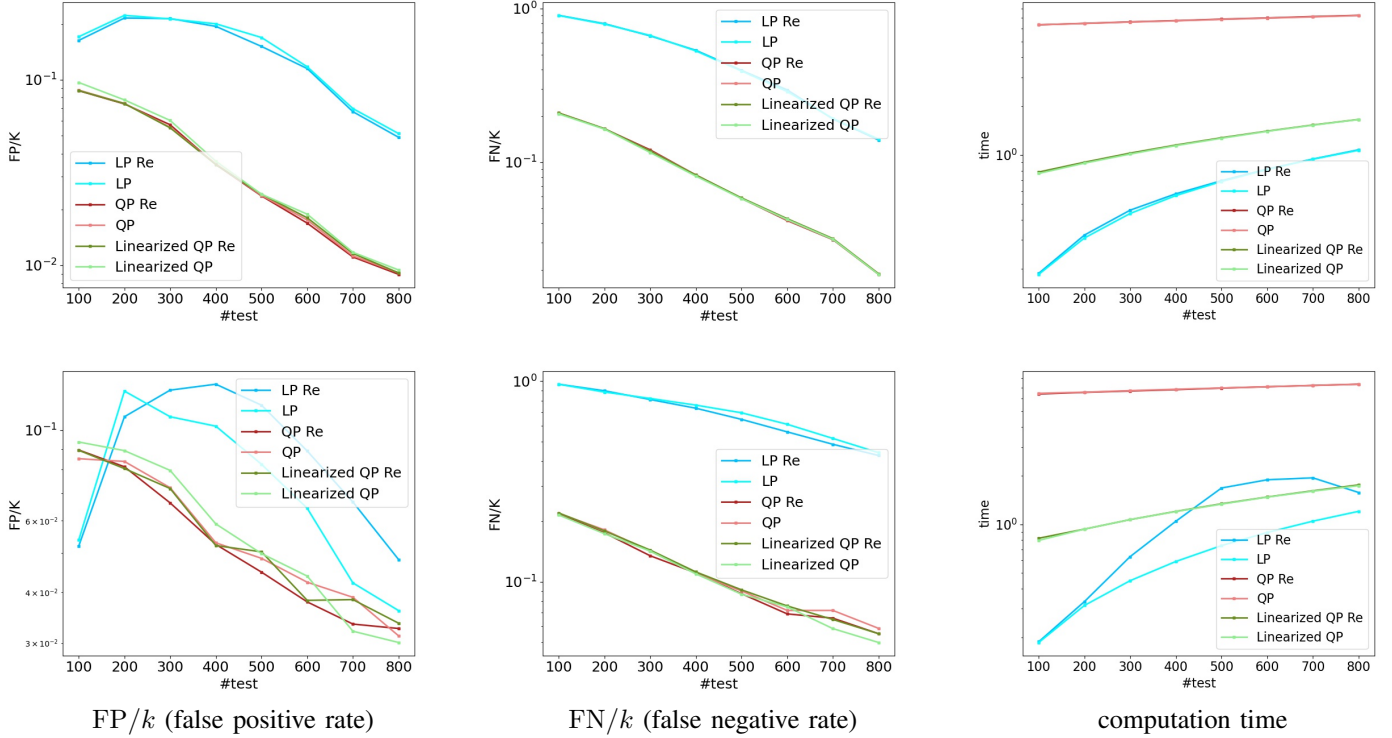 FP/K
10⁻¹
10⁻²
LP Re
LP
QP Re
QP
Linearized QP Re
Linearized QP
100 200 300 400 500 600 700 800
#test
FN/K
10⁰
10⁻¹
LP Re
LP
QP Re
QP
Linearized QP Re
Linearized QP
100 200 300 400 500 600 700 800
#test
time
10⁰
LP Re
LP
QP Re
QP
Linearized QP Re
Linearized QP
100 200 300 400 500 600 700 800
#test
FP/K
10⁻¹
6×10⁻²
4×10⁻²
3×10⁻²
LP Re
LP
QP Re
QP
Linearized QP Re
Linearized QP
100 200 300 400 500 600 700 800
#test
FN/K
10⁰
10⁻¹
LP Re
LP
QP Re
QP
Linearized QP Re
Linearized QP
100 200 300 400 500 600 700 800
#test
time
10⁰
LP Re
LP
QP Re
QP
Linearized QP Re
Linearized QP
100 200 300 400 500 600 700 800
#test
FP/k (false positive rate)
FN/k (false negative rate)
computation time